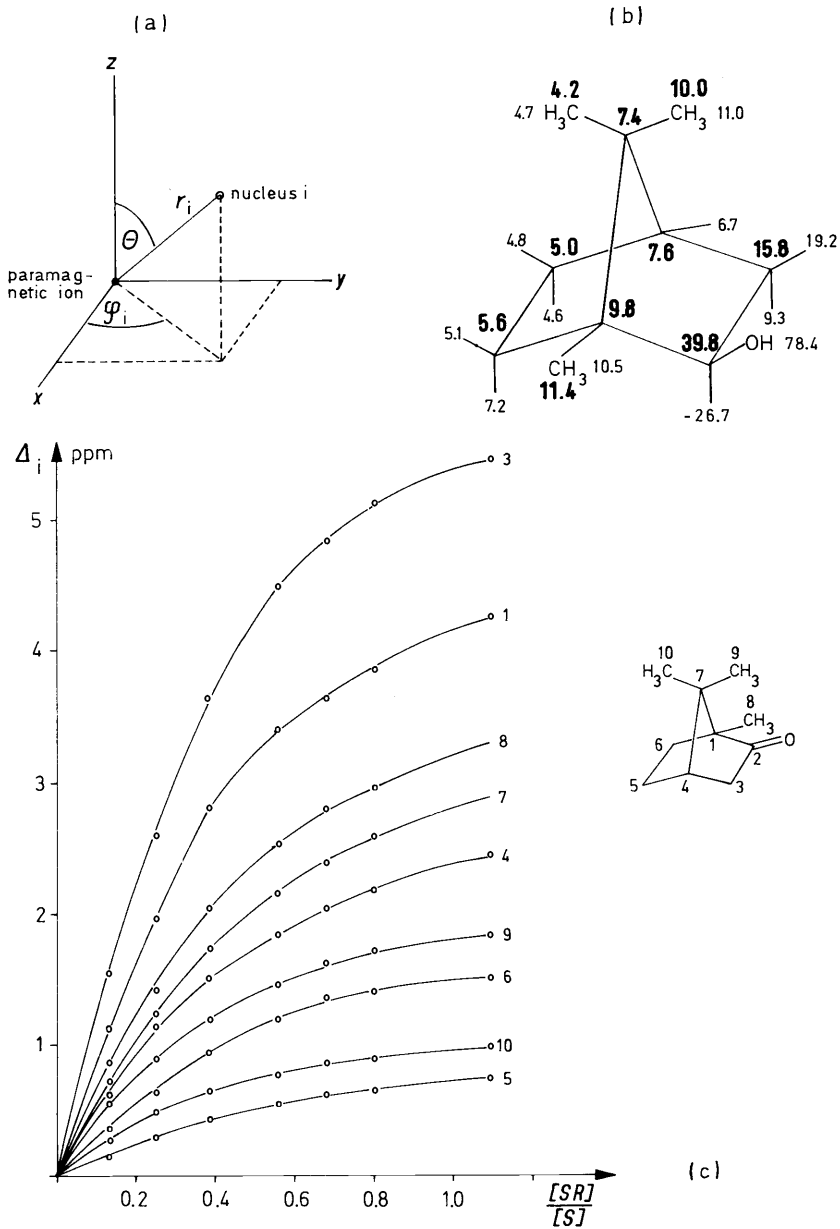 (a)
z
r_i
nucleus i
Θ
paramag-
netic ion
y
φ_i
x
(b)
4.2 10.0
4.7 H₃C 7.4 CH₃ 11.0
6.7
4.8 5.0 7.6 15.8 19.2
4.6 9.3
5.6 9.8 39.8
5.1 OH 78.4
CH₃ 10.5
7.2 11.4
-26.7
Δ_i ppm
5
4
3
2
1
3
1
8
7
4
9
6
10
5
0.2 0.4 0.6 0.8 1.0
[SR]
[S]
10 9
H₃C 7 CH₃
8
CH₃
6 1 O
2
5 4 3
(c)